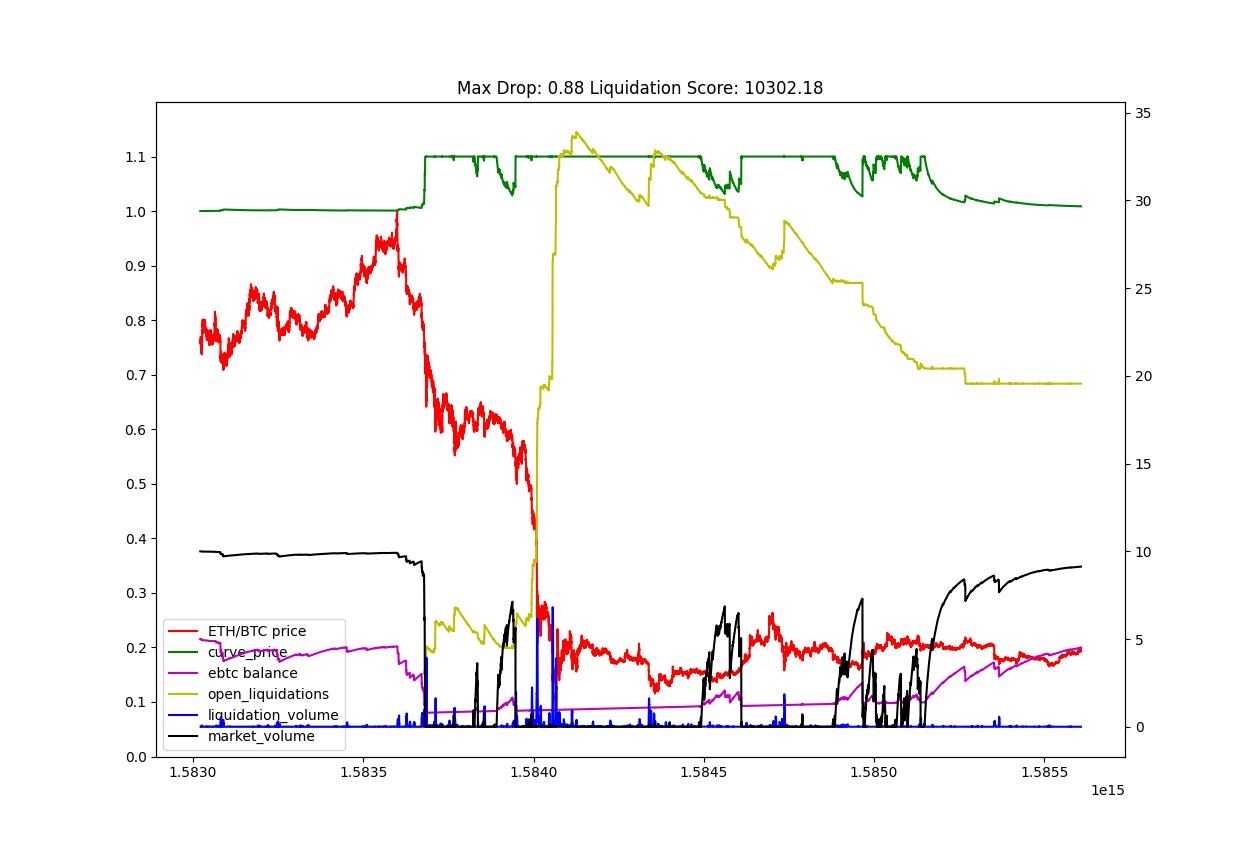 Max Drop: 0.88 Liquidation Score: 10302.18
1.1
1.0
0.9
0.8
0.7
0.6
0.5
0.4
0.3
0.2
0.1
0.0
35
30
25
20
15
10
5
0
ETH/BTC price
curve_price
ebtc balance
open_liquidations
liquidation_volume
market_volume
1.5830 1.5835 1.5840 1.5845 1.5850 1.5855
1e15